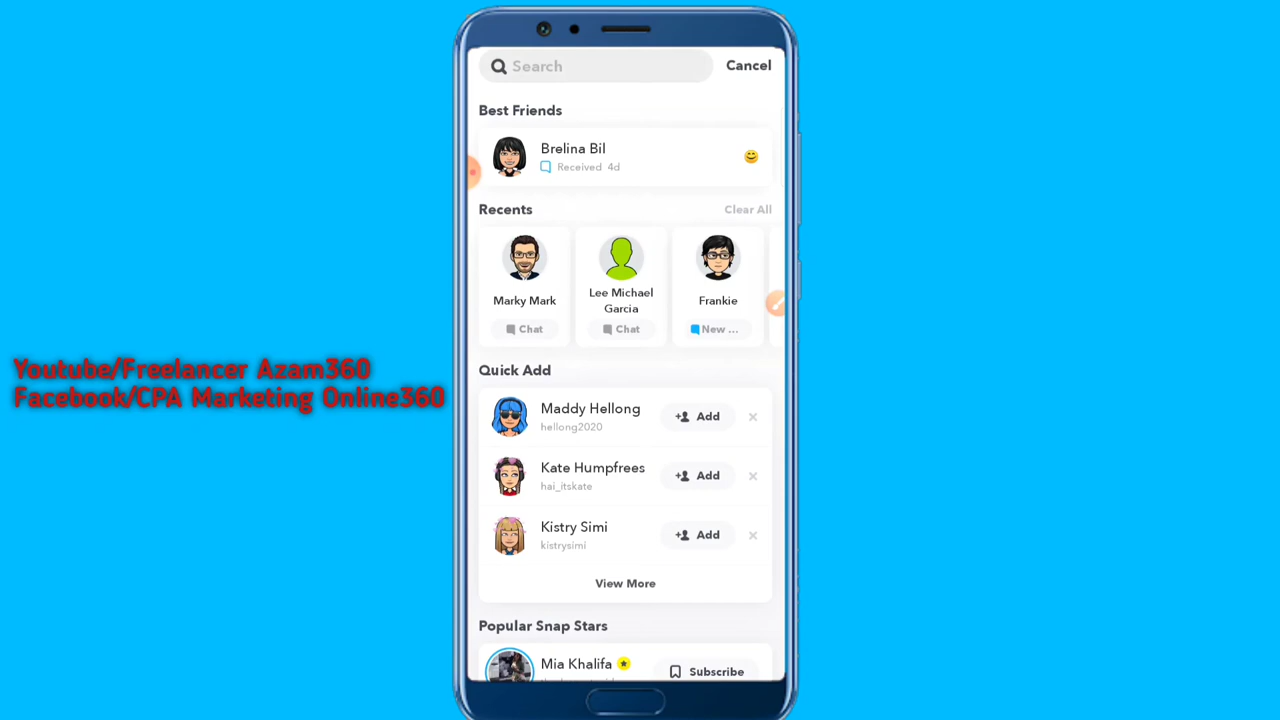 Search
Cancel
Best Friends
Brelina Bil
Received 4d
Recents
Clear All
Marky Mark
Lee Michael
Garcia
Frankie
Chat
Chat
New ...
Youtube/Freelancer Azam360
Facebook/CPA Marketing Online360
Quick Add
Maddy Hellong
hellong2020
Add
Kate Humpfrees
hai_itskate
Add
Kistry Simi
kistrysimi
Add
View More
Popular Snap Stars
Mia Khalifa
Subscribe